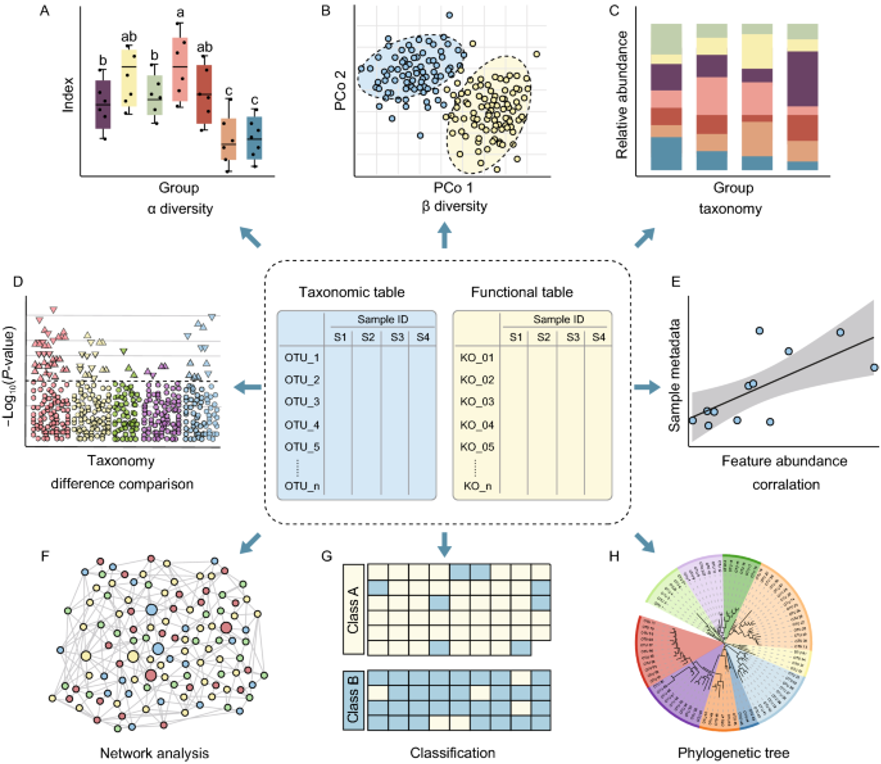 A
B
C
a
ab
ab
b
b
c
c
Index
PCo 2
Relative abundance
Group
PCo 1
Group
α diversity
β diversity
taxonomy
D
E
Taxonomic table
Functional table
Sample ID
Sample ID
S1 S2 S3 S4
S1 S2 S3 S4
OTU_1
KO_01
OTU_2
KO_02
OTU_3
KO_03
OTU_4
KO_04
OTU_5
KO_05
OTU_n
KO_n
−Log10(P-value)
Sample metadata
Taxonomy
Feature abundance
difference comparison
corralation
F
G
H
Class A
Class B
Network analysis
Classification
Phylogenetic tree